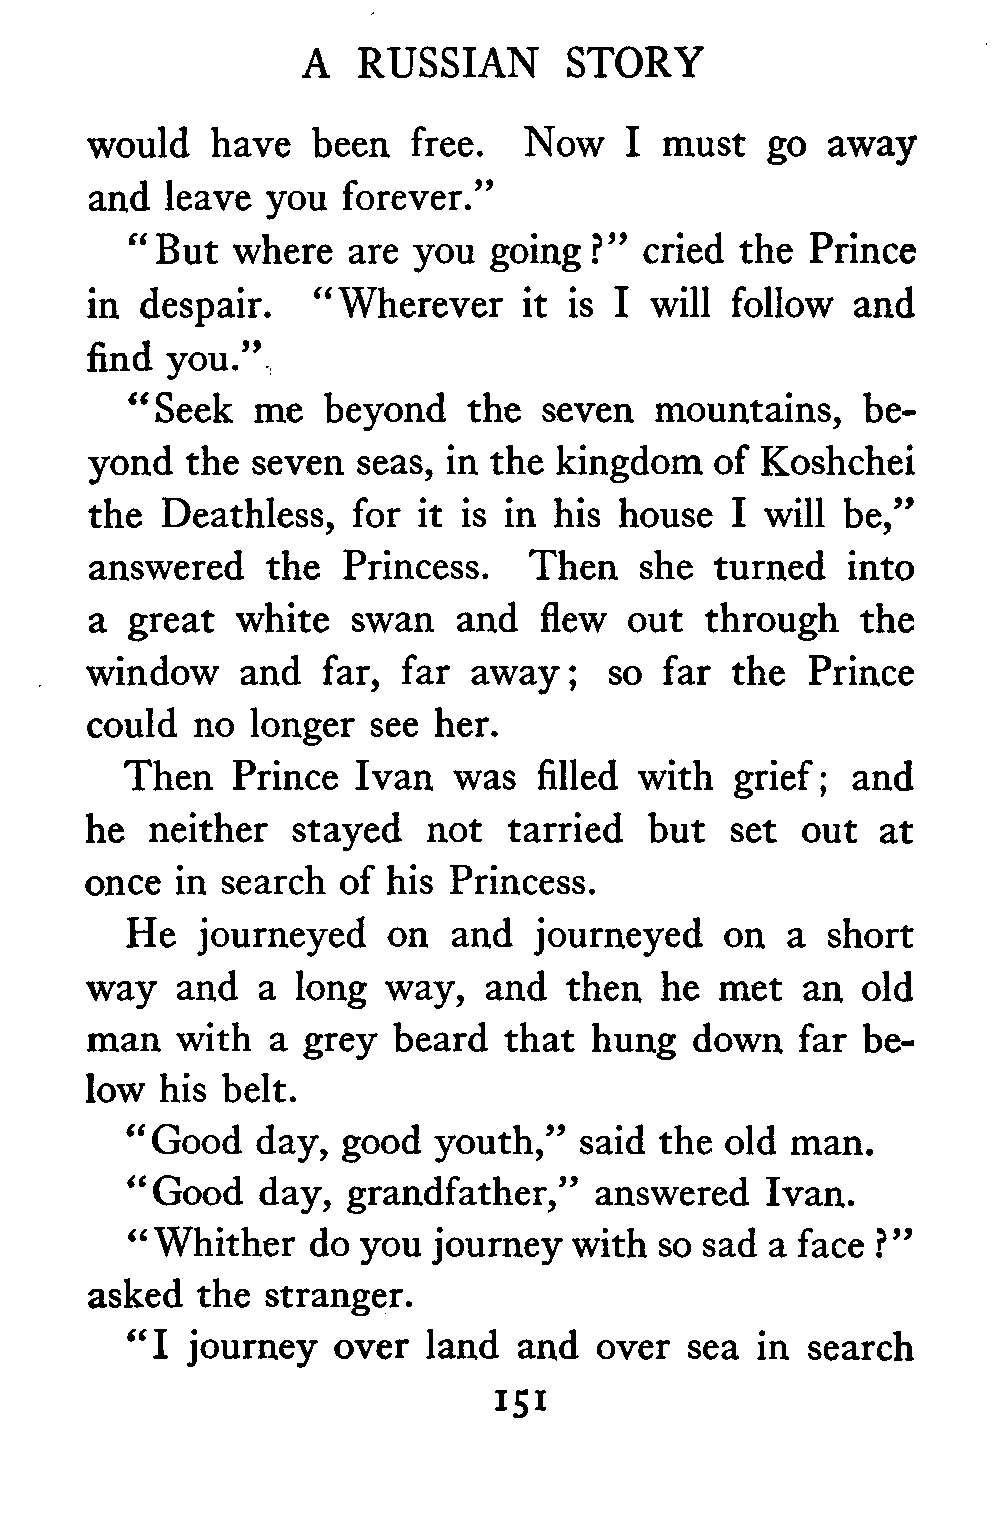 A RUSSIAN STORY
would have been free. Now I must go away
and leave you forever.”
“But where are you going?” cried the Prince
in despair. “Wherever it is I will follow and
find you.”
“Seek me beyond the seven mountains, be-
yond the seven seas, in the kingdom of Koshchei
the Deathless, for it is in his house I will be,”
answered the Princess. Then she turned into
a great white swan and flew out through the
window and far, far away; so far the Prince
could no longer see her.
Then Prince Ivan was filled with grief; and
he neither stayed not tarried but set out at
once in search of his Princess.
He journeyed on and journeyed on a short
way and a long way, and then he met an old
man with a grey beard that hung down far be-
low his belt.
“Good day, good youth,” said the old man.
“Good day, grandfather,” answered Ivan.
“Whither do you journey with so sad a face?”
asked the stranger.
“I journey over land and over sea in search
151